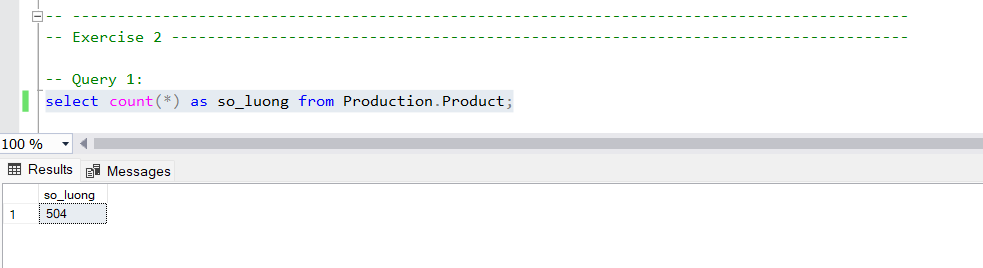 -- ----------------------------------------------------------------------------------------
-- Exercise 2 -----------------------------------------------------------------------------
-- Query 1:
select count(*) as so_luong from Production.Product;
100 %
Results Messages
so_luong
1 504